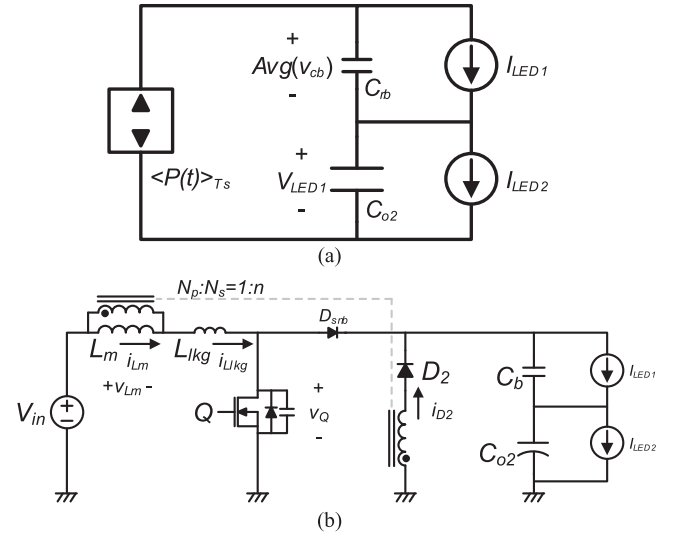 +
Avg(v_cb)
-
C_rb
I_LED1
<P(t)>_Ts
+
V_LED1
-
C_o2
I_LED2
(a)
N_p:N_s=1:n
D_snb
L_m i_Lm L_lkg i_Llkg
+v_Lm-
V_in
Q
+
v_Q
-
D_2
i_D2
C_b
I_LED1
C_o2
I_LED2
(b)